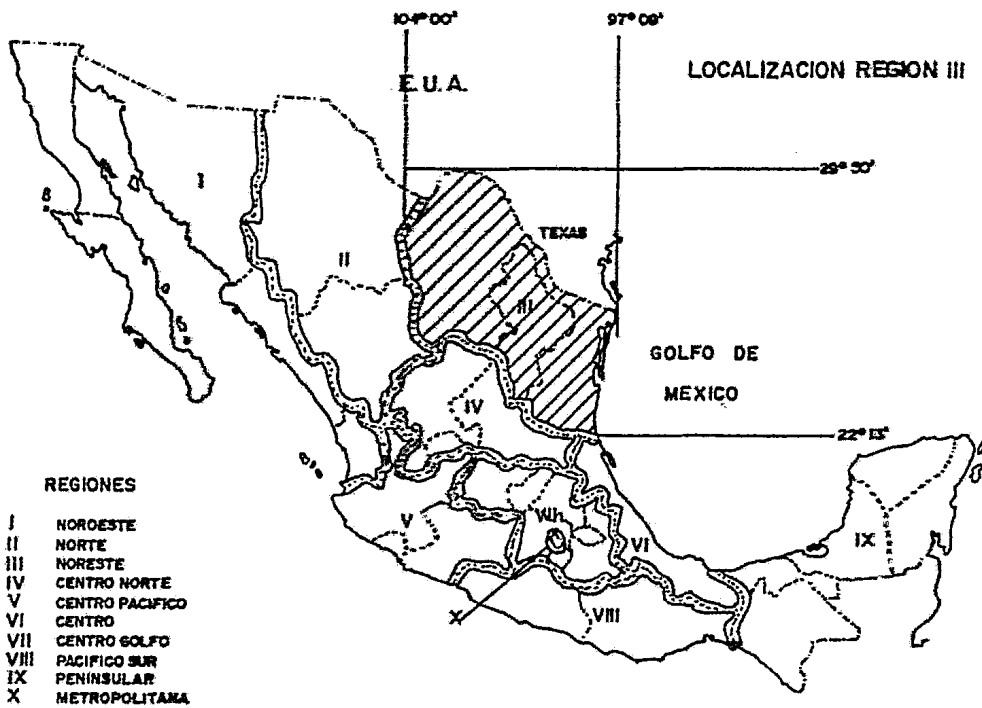 104° 00' 97° 09'
LOCALIZACION REGION III
E. U. A.
29° 50'
I
TEXAS
II
III
GOLFO DE
MEXICO
IV
22° 13'
REGIONES
I NOROESTE
II NORTE
III NORESTE
IV CENTRO NORTE
V CENTRO PACIFICO
VI CENTRO
VII CENTRO GOLFO
VIII PACIFICO SUR
IX PENINSULAR
X METROPOLITANA
V
VI
IX
X
VIII